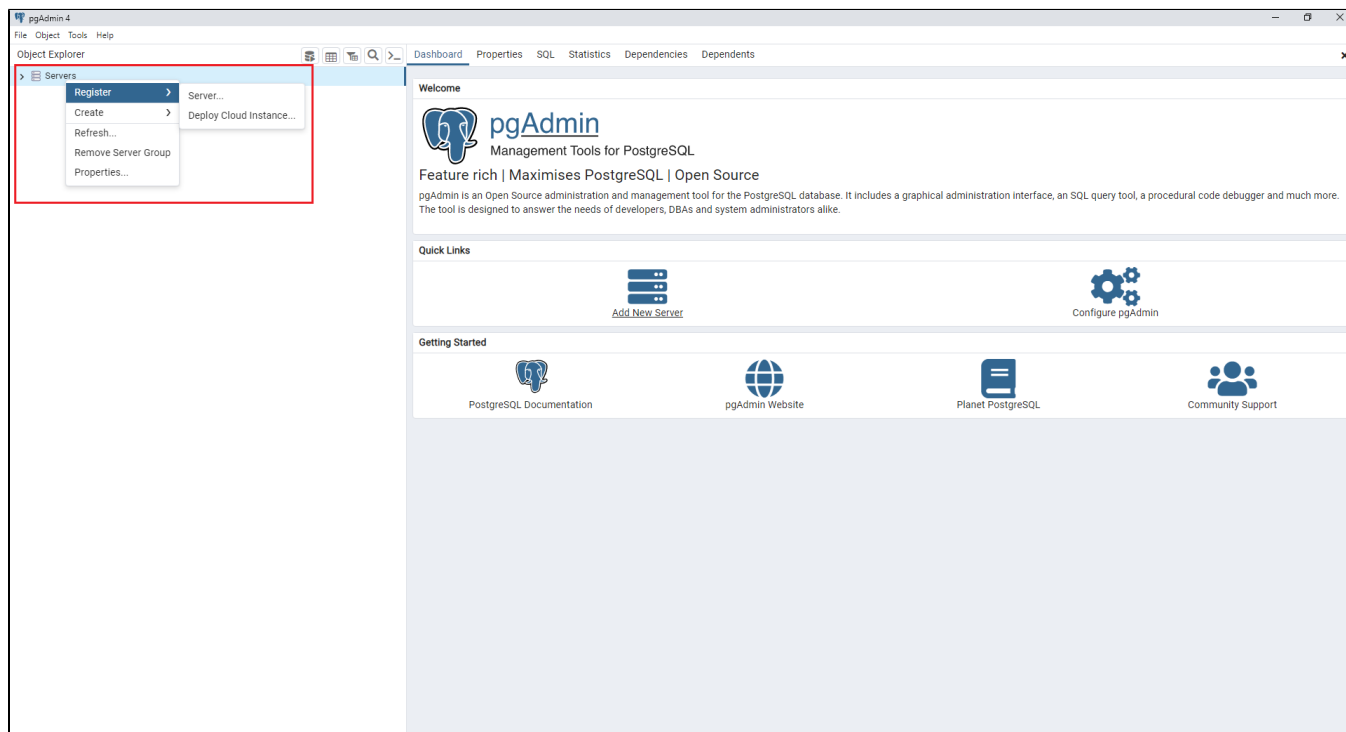 pgAdmin 4
File Object Tools Help
Object Explorer
Dashboard Properties SQL Statistics Dependencies Dependents
Servers
Register
Create
Refresh...
Remove Server Group
Properties...
Server...
Deploy Cloud Instance...
Welcome
pgAdmin
Management Tools for PostgreSQL
Feature rich | Maximises PostgreSQL | Open Source
pgAdmin is an Open Source administration and management tool for the PostgreSQL database. It includes a graphical administration interface, an SQL query tool, a procedural code debugger and much more.
The tool is designed to answer the needs of developers, DBAs and system administrators alike.
Quick Links
Add New Server
Configure pgAdmin
Getting Started
PostgreSQL Documentation
pgAdmin Website
Planet PostgreSQL
Community Support